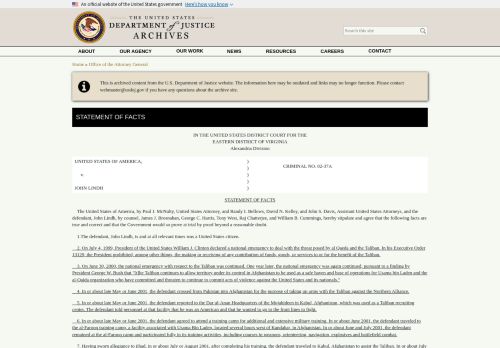 An official website of the United States government Here's how you know
THE UNITED STATES
DEPARTMENT of JUSTICE
ARCHIVES
Search this site
ABOUT OUR AGENCY OUR WORK NEWS RESOURCES CAREERS CONTACT
Home » Office of the Attorney General
This is archived content from the U.S. Department of Justice website. The information here may be outdated and links may no longer function. Please contact
webmaster@usdoj.gov if you have any questions about the archive site.
STATEMENT OF FACTS
IN THE UNITED STATES DISTRICT COURT FOR THE
EASTERN DISTRICT OF VIRGINIA
Alexandria Division
UNITED STATES OF AMERICA, )
) CRIMINAL NO. 02-37A
v. )
)
JOHN LINDH )
STATEMENT OF FACTS
The United States of America, by Paul J. McNulty, United States Attorney, and Randy I. Bellows, David N. Kelley, and John S. Davis, Assistant United States Attorneys, and the
defendant, John Lindh, by counsel, James J. Brosnahan, George C. Harris, Tony West, Raj Chatterjee, and William B. Cummings, hereby stipulate and agree that the following facts are
true and correct and that the Government would so prove at trial by proof beyond a reasonable doubt.
1 The defendant, John Lindh, is and at all relevant times was a United States citizen.
2. On July 4, 1999, President of the United States William J. Clinton declared a national emergency to deal with the threat posed by al Qaeda and the Taliban. In his Executive Order
13129, the President prohibited, among other things, the making or receiving of any contribution of funds, goods, or services to or for the benefit of the Taliban.
3. On June 30, 2000, the national emergency with respect to the Taliban was continued. One year later, the national emergency was again continued, pursuant to a finding by
President George W. Bush that "[t]he Taliban continues to allow territory under its control in Afghanistan to be used as a safe haven and base of operations for Usama bin Laden and the
al-Qaida organization who have committed and threaten to continue to commit acts of violence against the United States and its nationals."
4. In or about late May or June 2001, the defendant crossed from Pakistan into Afghanistan for the purpose of taking up arms with the Taliban against the Northern Alliance.
5. In or about late May or June 2001, the defendant reported to the Dar ul-Anan Headquarters of the Mujahideen in Kabul, Afghanistan, which was used as a Taliban recruiting
center. The defendant told personnel at that facility that he was an American and that he wanted to go to the front lines to fight.
6. In or about late May or June 2001, the defendant agreed to attend a training camp for additional and extensive military training. In or about June 2001, the defendant traveled to
the al-Farooq training camp, a facility associated with Usama Bin Laden, located several hours west of Kandahar, in Afghanistan. In or about June and July 2001, the defendant
remained at the al-Farooq camp and participated fully in its training activities, including courses in weapons, orienteering, navigation, explosives and battlefield combat.
7. Having sworn allegiance to jihad, in or about July or August 2001, after completing his training, the defendant traveled to Kabul, Afghanistan, to assist the Taliban. In or about